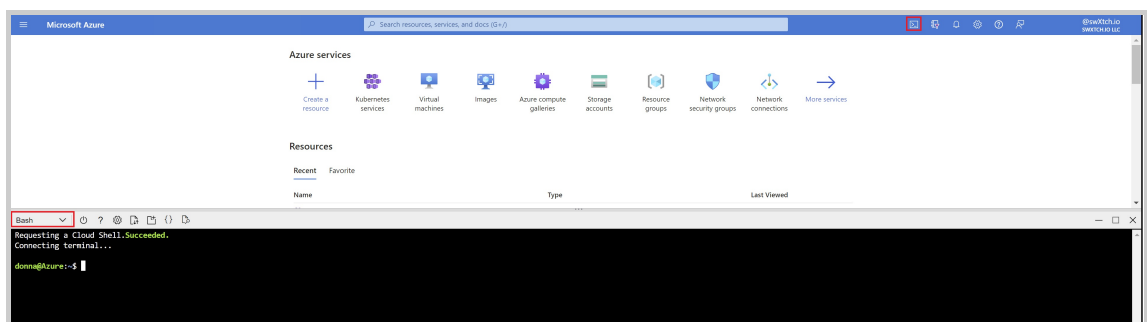 Microsoft Azure
Search resources, services, and docs (G+/)
@swXtch.io
SWXTCH.IO LLC
Azure services
Create a resource
Kubernetes services
Virtual machines
Images
Azure compute galleries
Storage accounts
Resource groups
Network security groups
Network connections
More services
Resources
Recent Favorite
Name Type Last Viewed
Bash
Requesting a Cloud Shell.Succeeded.
Connecting terminal...
donna@Azure:~$